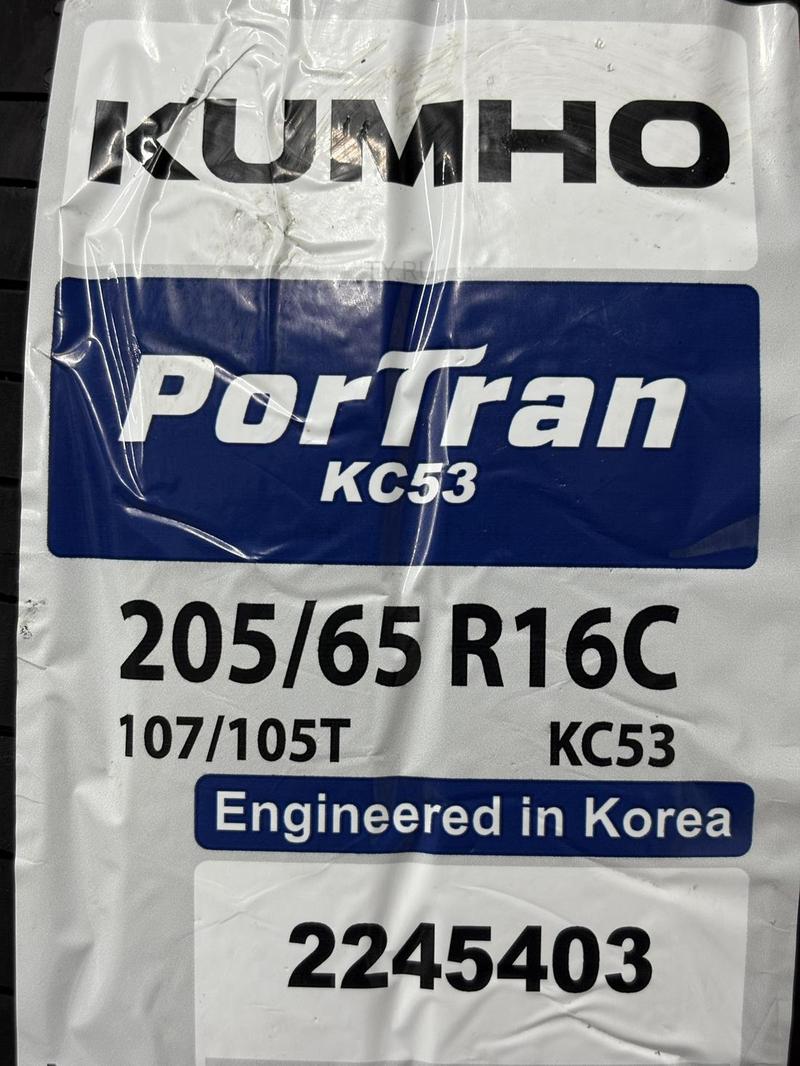 KUMHO
PorTran
KC53
205/65 R16C
107/105T KC53
Engineered in Korea
2245403